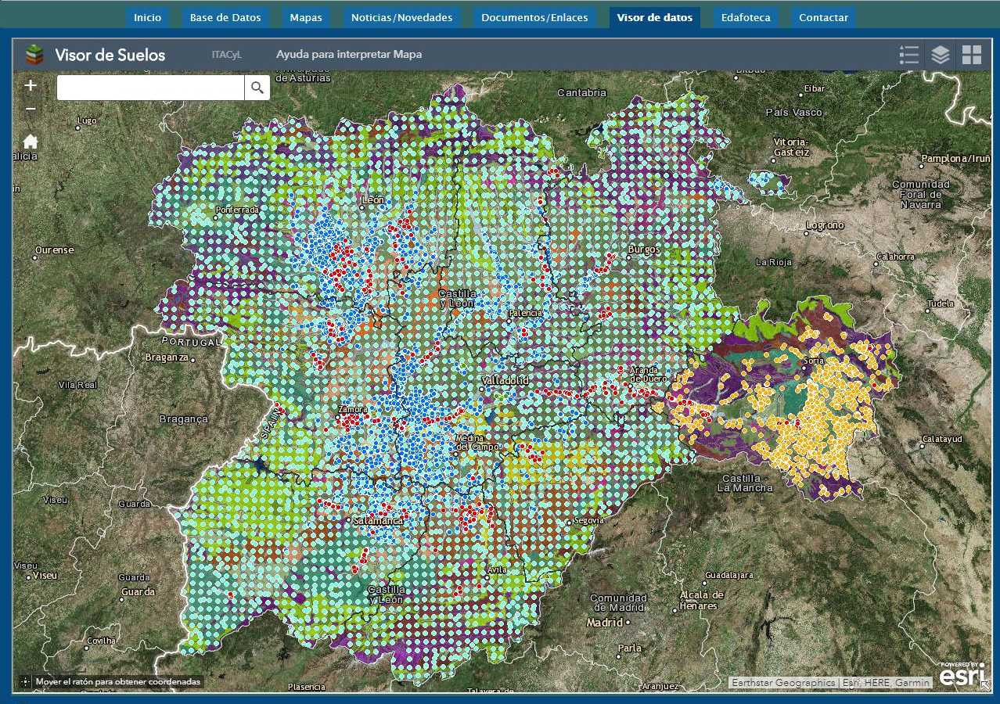 Inicio
Base de Datos
Mapas
Noticias/Novedades
Documentos/Enlaces
Visor de datos
Edafoteca
Contactar
Visor de Suelos
ITACyL
Ayuda para interpretar Mapa
+
−
de Asturias
Cantabria
Bilbao
Eibar
País Vasco
Lugo
Vitoria-
Gasteiz
alicia
Pamplona/Iruñ
Comunidad
Foral de
Navarra
León
Ponferrada
Logroño
Ourense
Burgos
Calahorra
La Rioja
Castilla
y León
Tudela
Palencia
PORTUGAL
Braganza
Soria
Aranda
de Duero
Valladolid
Vila Real
Zamora
Bragança
SPAIN
Medina
del Campo
Calatayud
Castilla -
La Mancha
Viseu
Guarda
Salamanca
Segovia
Viseu
Viseu
Ávila
Guarda
Guarda
Guadalajara
Castilla
y León
Comunidad
de Madrid
Alcalá de
Henares
Madrid
Covilha
Parla
Mover el ratón para obtener coordenadas
Plasencia
Talavera de
Aranjuez
Earthstar Geographics | Esri, HERE, Garmin
POWERED BY
esri